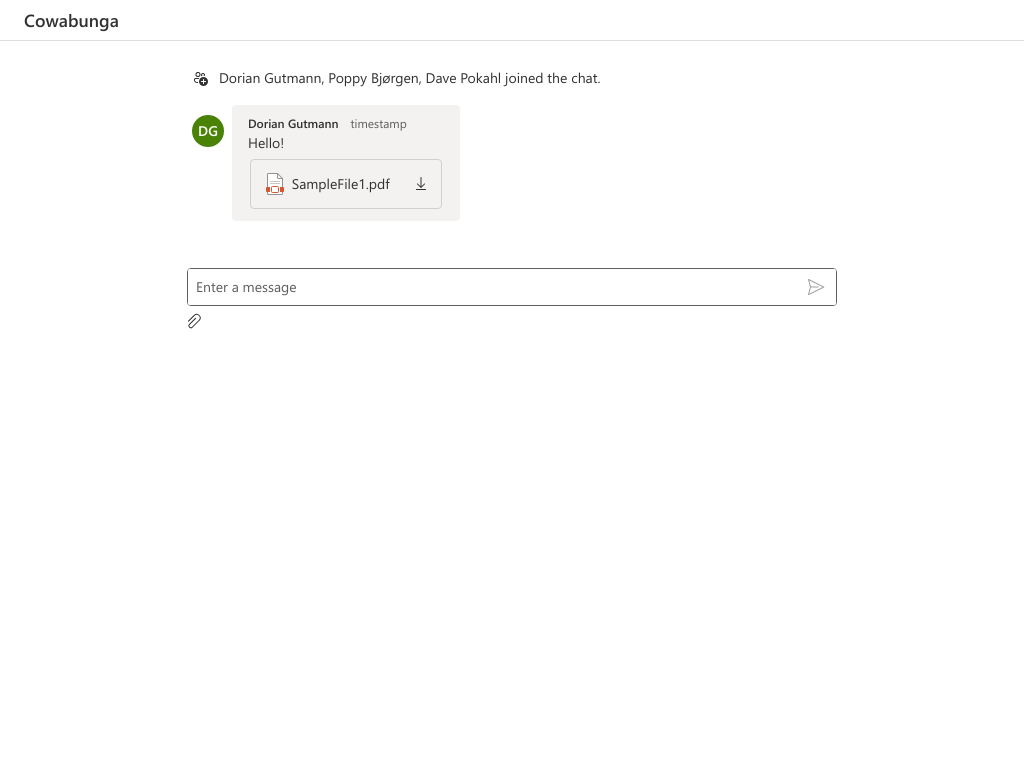 Cowabunga
Dorian Gutmann, Poppy Bjørgen, Dave Pokahl joined the chat.
DG
Dorian Gutmann timestamp
Hello!
SampleFile1.pdf
Enter a message